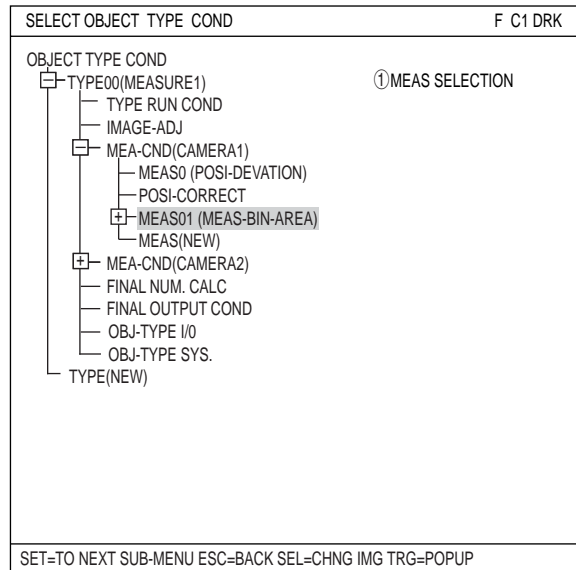 SELECT OBJECT TYPE COND F C1 DRK
OBJECT TYPE COND
TYPE00(MEASURE1) ①MEAS SELECTION
TYPE RUN COND
IMAGE-ADJ
MEA-CND(CAMERA1)
MEAS0 (POSI-DEVATION)
POSI-CORRECT
MEAS01 (MEAS-BIN-AREA)
MEAS(NEW)
MEA-CND(CAMERA2)
FINAL NUM. CALC
FINAL OUTPUT COND
OBJ-TYPE I/0
OBJ-TYPE SYS.
TYPE(NEW)
SET=TO NEXT SUB-MENU ESC=BACK SEL=CHNG IMG TRG=POPUP